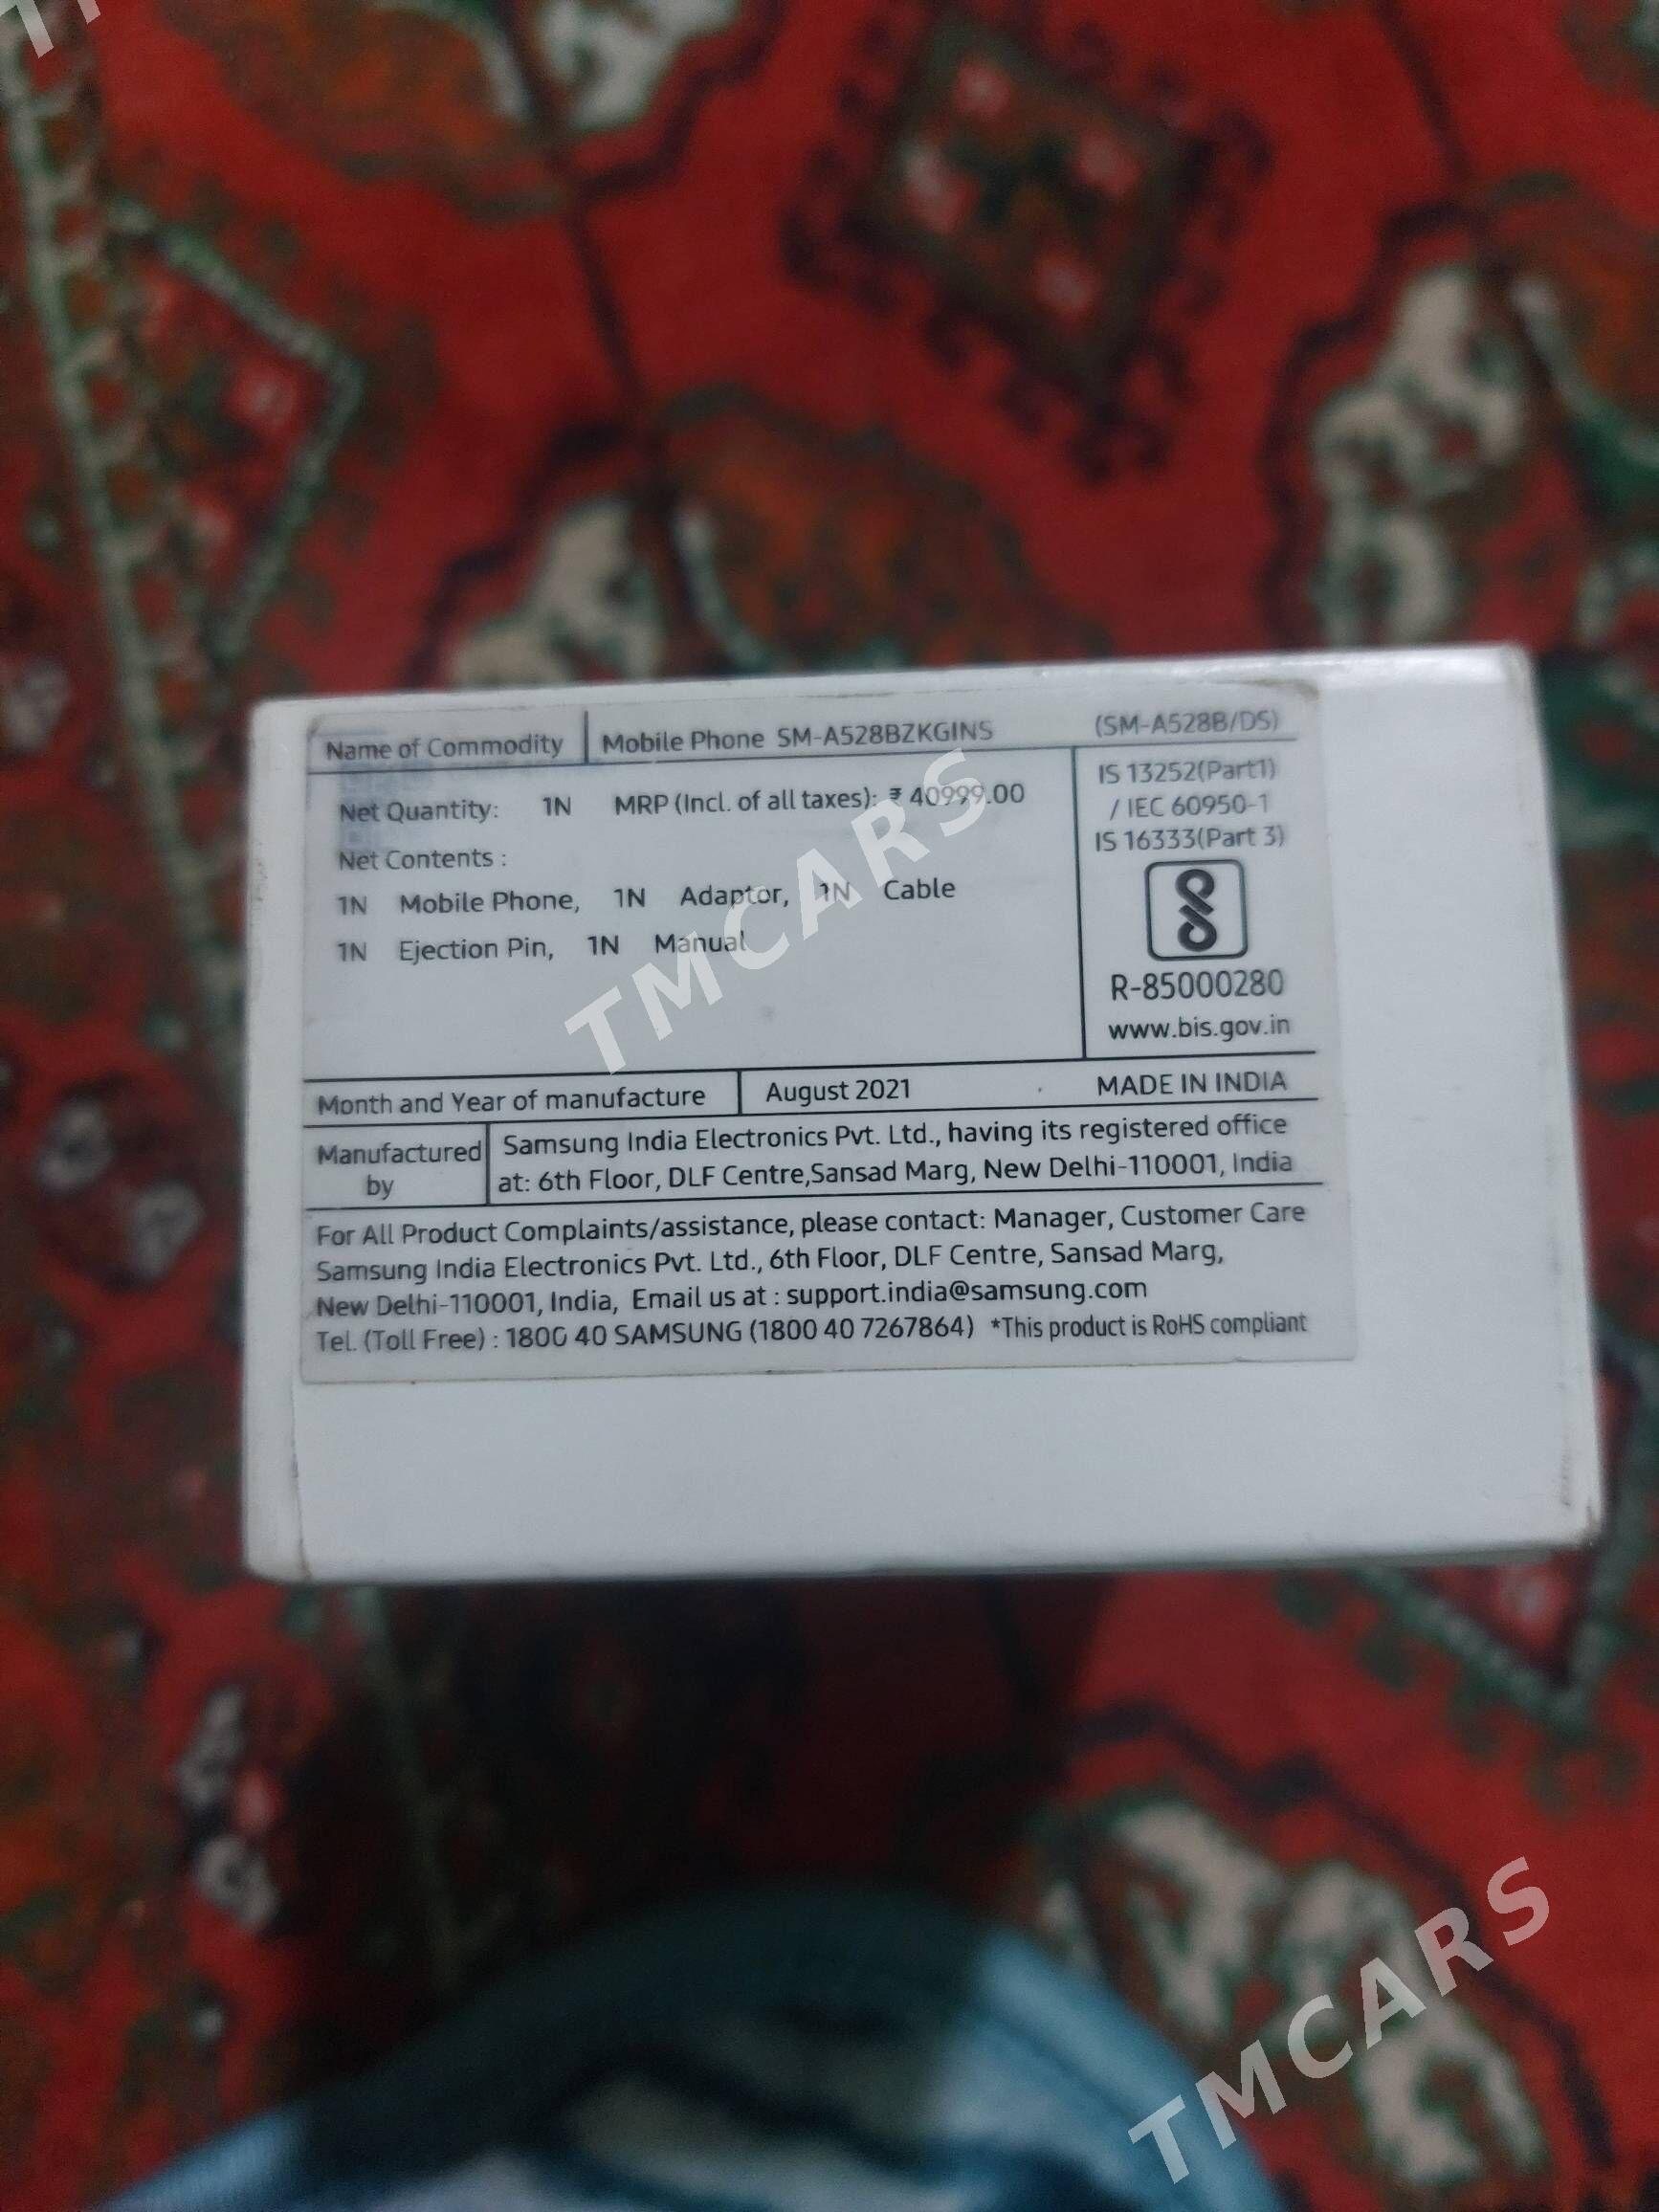 Name of Commodity Mobile Phone SM-A528BZKGINS (SM-A528B/DS)
Net Quantity: 1N MRP (Incl. of all taxes): ₹ 40999.00
Net Contents :
1N Mobile Phone, 1N Adaptor, 1N Cable
1N Ejection Pin, 1N Manual
IS 13252(Part1)
/ IEC 60950-1
IS 16333(Part 3)
R-85000280
www.bis.gov.in
Month and Year of manufacture August 2021 MADE IN INDIA
Manufactured by
Samsung India Electronics Pvt. Ltd., having its registered office
at: 6th Floor, DLF Centre,Sansad Marg, New Delhi-110001, India
For All Product Complaints/assistance, please contact: Manager, Customer Care
Samsung India Electronics Pvt. Ltd., 6th Floor, DLF Centre, Sansad Marg,
New Delhi-110001, India, Email us at : support.india@samsung.com
Tel. (Toll Free) : 1800 40 SAMSUNG (1800 40 7267864) *This product is RoHS compliant
TMCARS
TMCARS